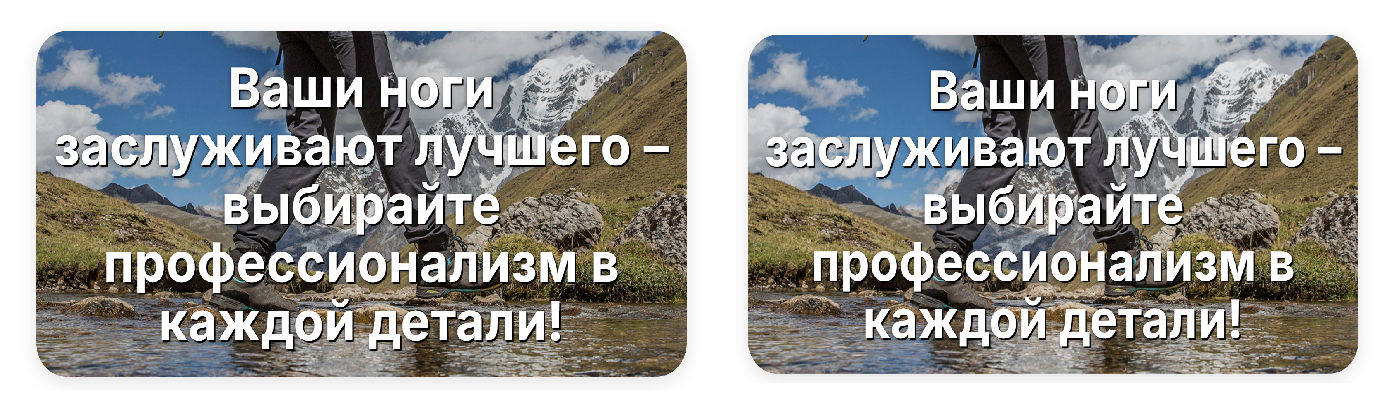 Ваши ноги
заслуживают лучшего –
выбирайте
профессионализм в
каждой детали!
Ваши ноги
заслуживают лучшего –
выбирайте
профессионализм в
каждой детали!